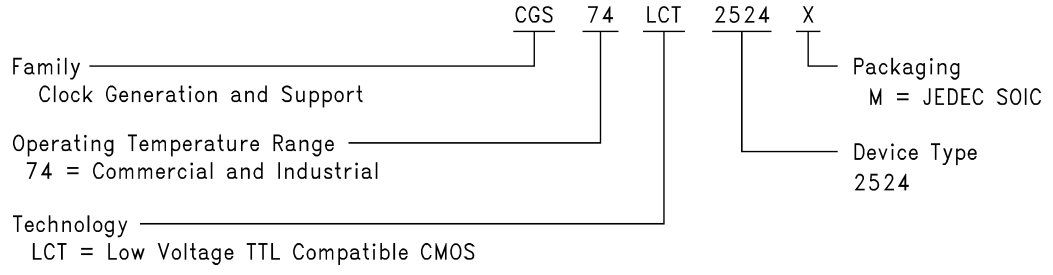 CGS 74 LCT 2524 X
Family
Clock Generation and Support
Operating Temperature Range
74 = Commercial and Industrial
Technology
LCT = Low Voltage TTL Compatible CMOS
Packaging
M = JEDEC SOIC
Device Type
2524